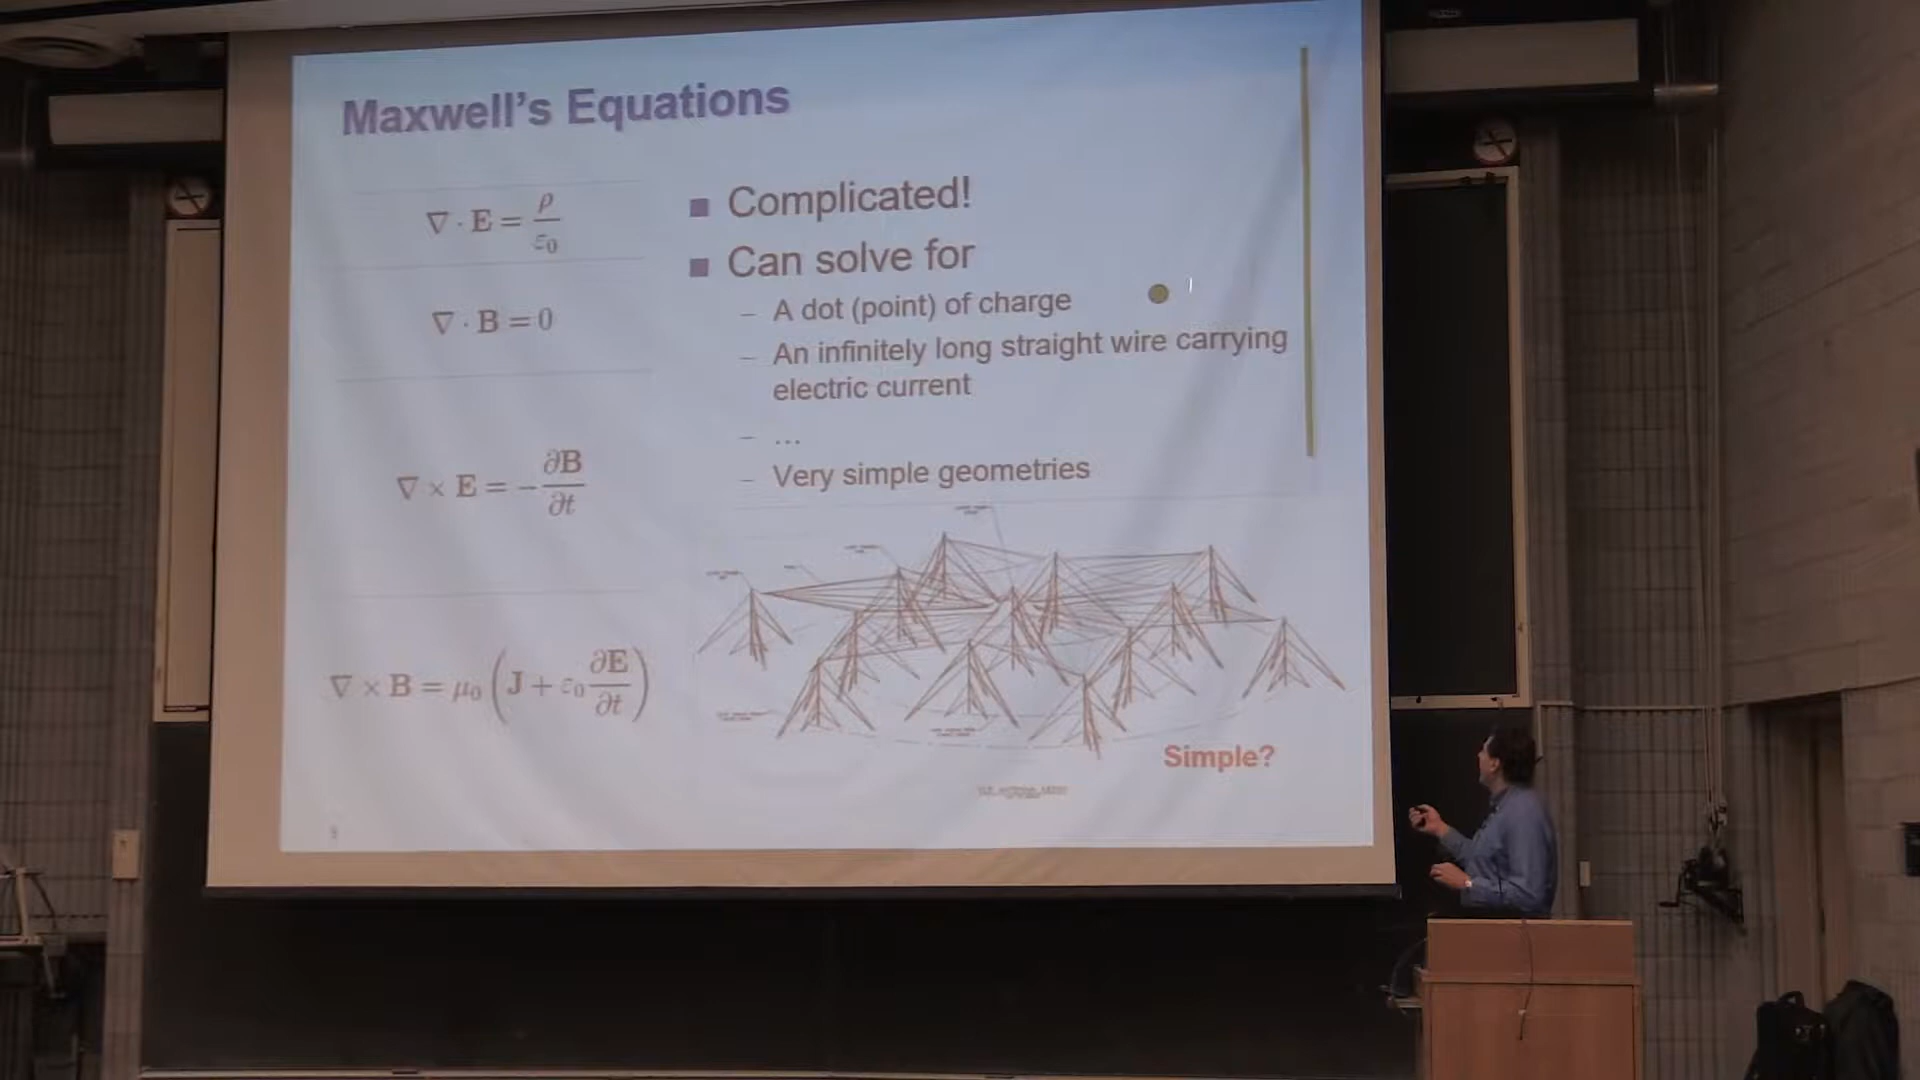 Maxwell's Equations
∇ · E = ρ/ε₀
∇ · B = 0
∇ × E = −∂B/∂t
∇ × B = μ₀(J + ε₀ ∂E/∂t)
■ Complicated!
■ Can solve for
– A dot (point) of charge
– An infinitely long straight wire carrying
electric current
– …
– Very simple geometries
Simple?